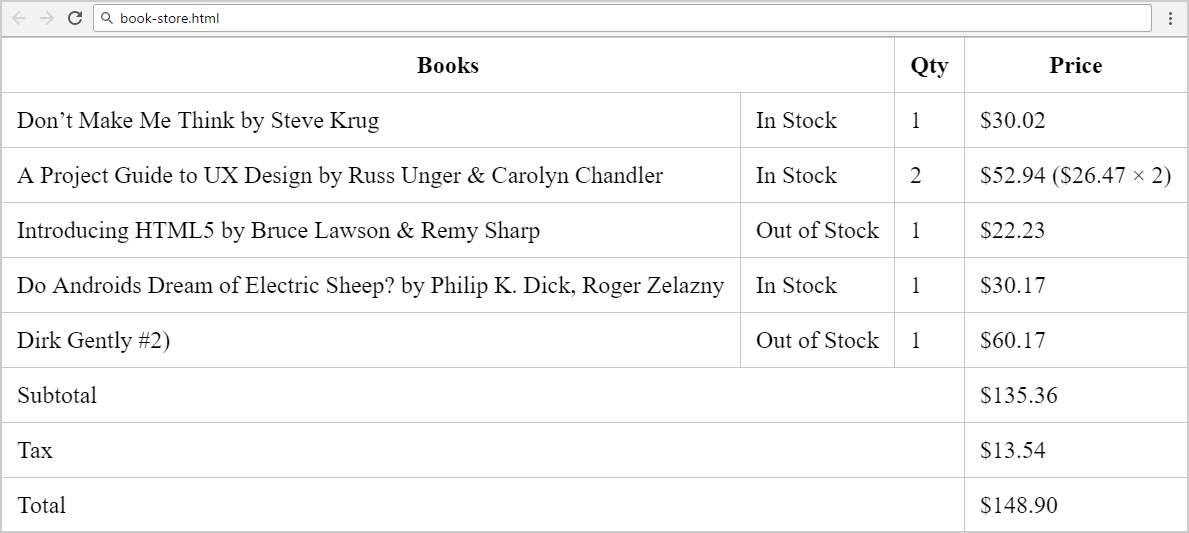 book-store.html
Books Qty Price
Don’t Make Me Think by Steve Krug In Stock 1 $30.02
A Project Guide to UX Design by Russ Unger & Carolyn Chandler In Stock 2 $52.94 ($26.47 × 2)
Introducing HTML5 by Bruce Lawson & Remy Sharp Out of Stock 1 $22.23
Do Androids Dream of Electric Sheep? by Philip K. Dick, Roger Zelazny In Stock 1 $30.17
Dirk Gently #2) Out of Stock 1 $60.17
Subtotal $135.36
Tax $13.54
Total $148.90